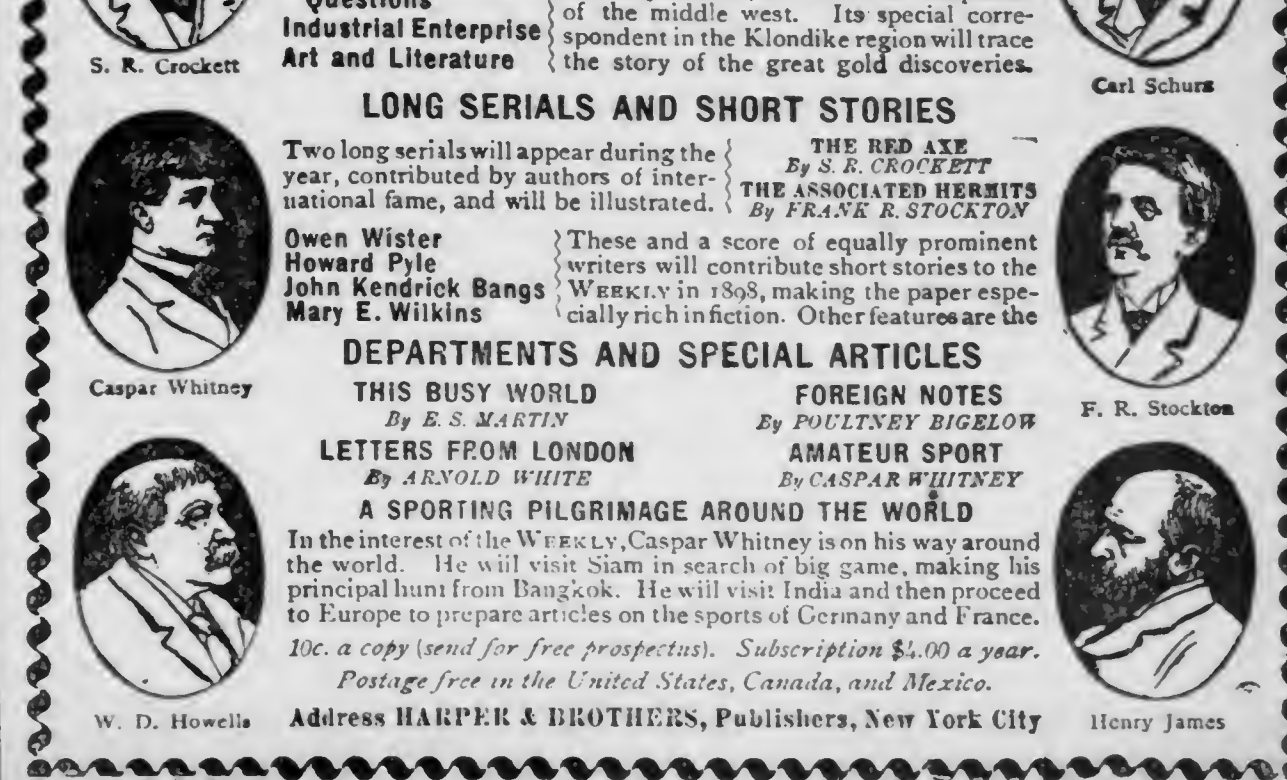 Questions
Industrial Enterprise
Art and Literature
of the middle west. Its special corre-
spondent in the Klondike region will trace
the story of the great gold discoveries.
S. R. Crockett
Carl Schurz
LONG SERIALS AND SHORT STORIES
Two long serials will appear during the
year, contributed by authors of inter-
national fame, and will be illustrated.
THE RED AXE
By S. R. CROCKETT
THE ASSOCIATED HERMITS
By FRANK R. STOCKTON
Owen Wister
Howard Pyle
John Kendrick Bangs
Mary E. Wilkins
These and a score of equally prominent
writers will contribute short stories to the
WEEKLY in 1898, making the paper espe-
cially rich in fiction. Other features are the
Caspar Whitney
F. R. Stockton
DEPARTMENTS AND SPECIAL ARTICLES
THIS BUSY WORLD
By E. S. MARTIN
FOREIGN NOTES
By POULTNEY BIGELOW
LETTERS FROM LONDON
By ARNOLD WHITE
AMATEUR SPORT
By CASPAR WHITNEY
A SPORTING PILGRIMAGE AROUND THE WORLD
In the interest of the WEEKLY, Caspar Whitney is on his way around
the world. He will visit Siam in search of big game, making his
principal hunt from Bangkok. He will visit India and then proceed
to Europe to prepare articles on the sports of Germany and France.
10c. a copy (send for free prospectus). Subscription $4.00 a year.
Postage free in the United States, Canada, and Mexico.
Address HARPER & BROTHERS, Publishers, New York City
W. D. Howells
Henry James